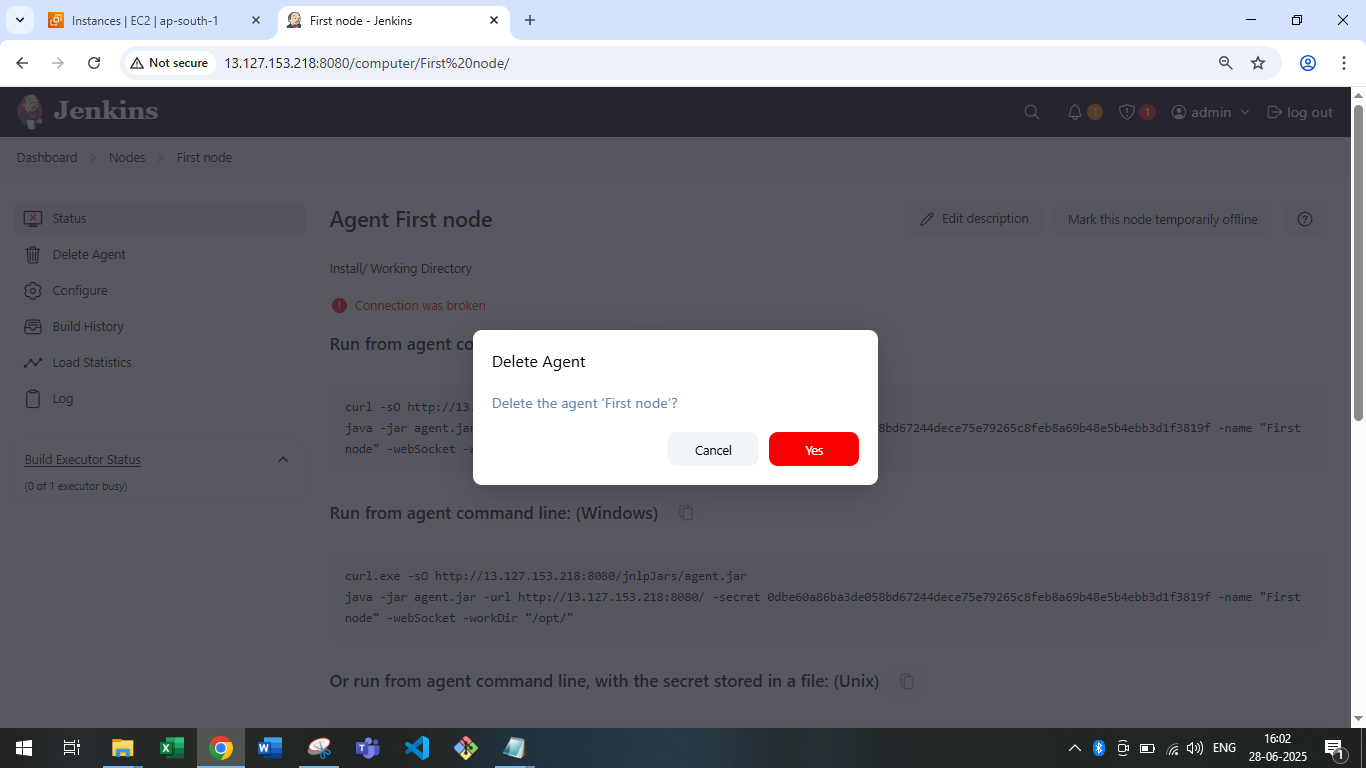 Instances | EC2 | ap-south-1
First node - Jenkins
Not secure
13.127.153.218:8080/computer/First%20node/
Jenkins
1
1
admin
log out
Dashboard
Nodes
First node
Status
Delete Agent
Configure
Build History
Load Statistics
Log
Build Executor Status
(0 of 1 executor busy)
Agent First node
Edit description
Mark this node temporarily offline
Install/ Working Directory
Connection was broken
Run from agent co
curl -sO http://13.
java -jar agent.jar
8bd67244dece75e79265c8feb8a69b48e5b4ebb3d1f3819f -name "First
node" -webSocket -w
Delete Agent
Delete the agent ‘First node’?
Cancel
Yes
Run from agent command line: (Windows)
curl.exe -sO http://13.127.153.218:8080/jnlpJars/agent.jar
java -jar agent.jar -url http://13.127.153.218:8080/ -secret 0dbe60a86ba3de058bd67244dece75e79265c8feb8a69b48e5b4ebb3d1f3819f -name "First
node" -webSocket -workDir "/opt/"
Or run from agent command line, with the secret stored in a file: (Unix)
ENG
16:02
28-06-2025
1